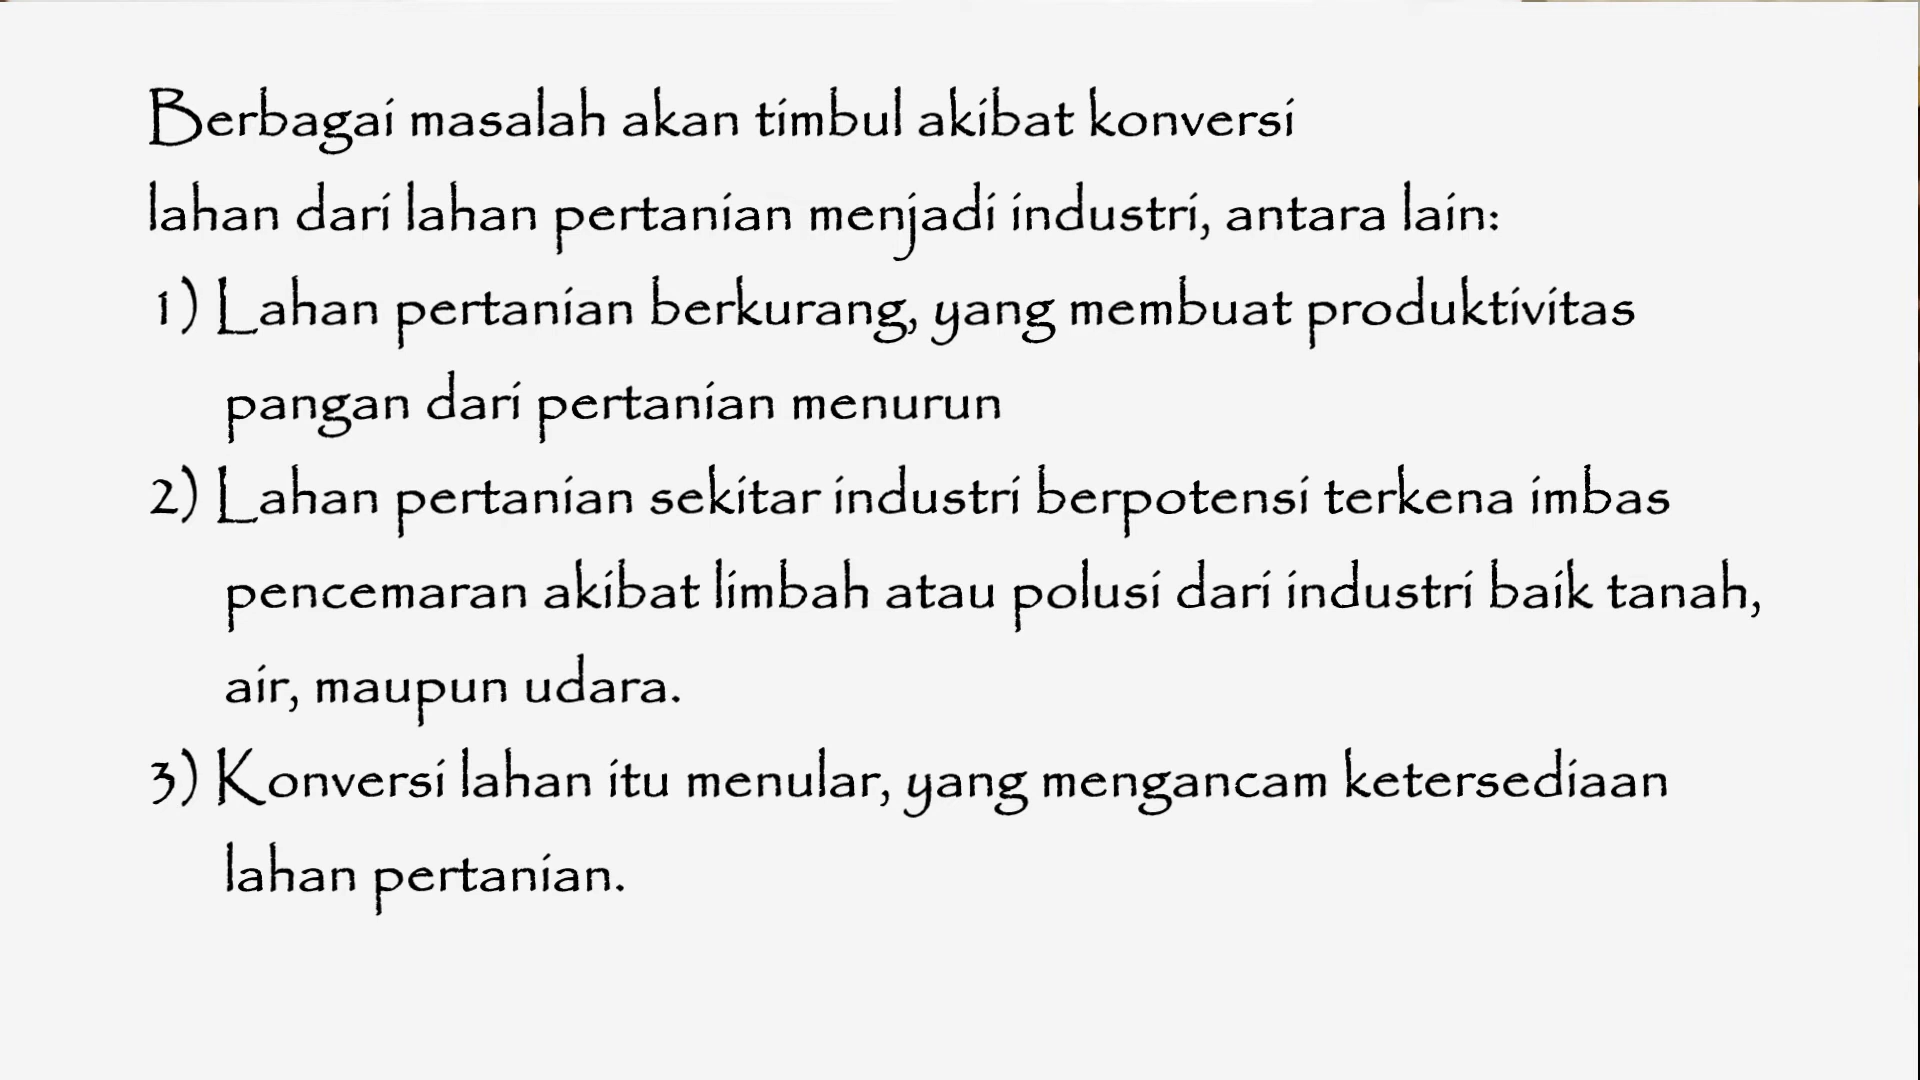 Berbagai masalah akan timbul akibat konversi
lahan dari lahan pertanian menjadi industri, antara lain:
1) Lahan pertanian berkurang, yang membuat produktivitas
pangan dari pertanian menurun
2) Lahan pertanian sekitar industri berpotensi terkena imbas
pencemaran akibat limbah atau polusi dari industri baik tanah,
air, maupun udara.
3) Konversi lahan itu menular, yang mengancam ketersediaan
lahan pertanian.